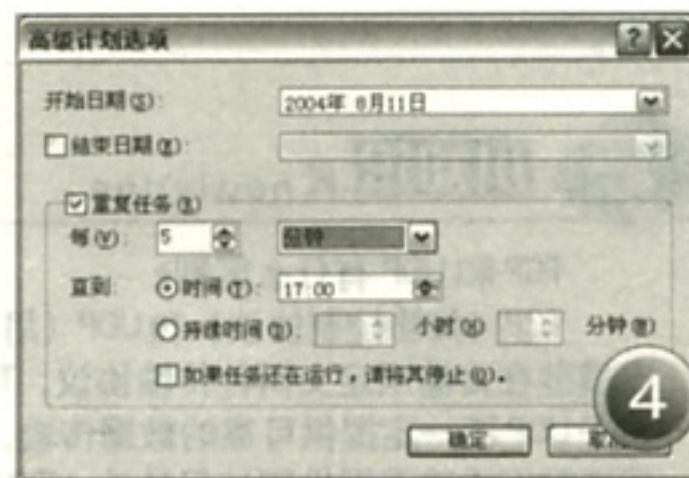 高级计划选项
开始日期(S): 2004年 8月11日
结束日期(E):
重复任务(R)
每(V): 5 分钟
直到: 时间(T): 17:00
持续时间(D): 小时(H) 分钟(M)
如果任务还在运行，请将其停止(O)。
确定
4